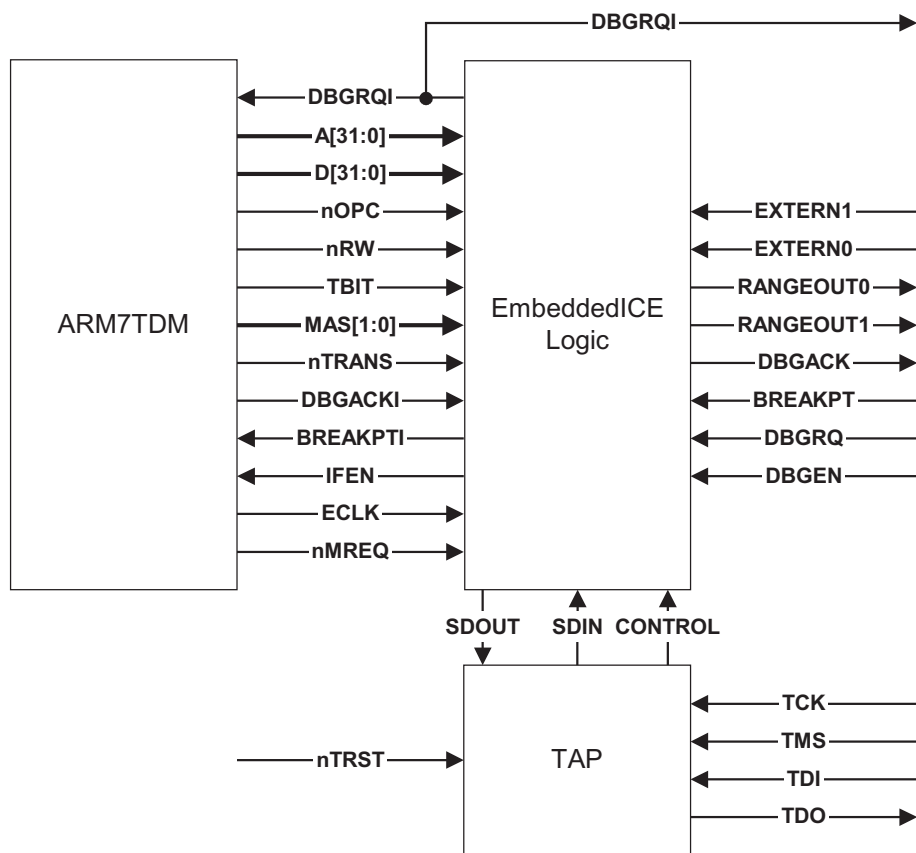 DBGRQI
DBGRQI
A[31:0]
D[31:0]
nOPC
EXTERN1
nRW
EXTERN0
TBIT
RANGEOUT0
ARM7TDM
MAS[1:0]
EmbeddedICE
Logic
RANGEOUT1
nTRANS
DBGACK
DBGACKI
BREAKPT
BREAKPTI
DBGRQ
IFEN
DBGEN
ECLK
nMREQ
SDOUT SDIN CONTROL
TCK
TMS
nTRST
TAP
TDI
TDO